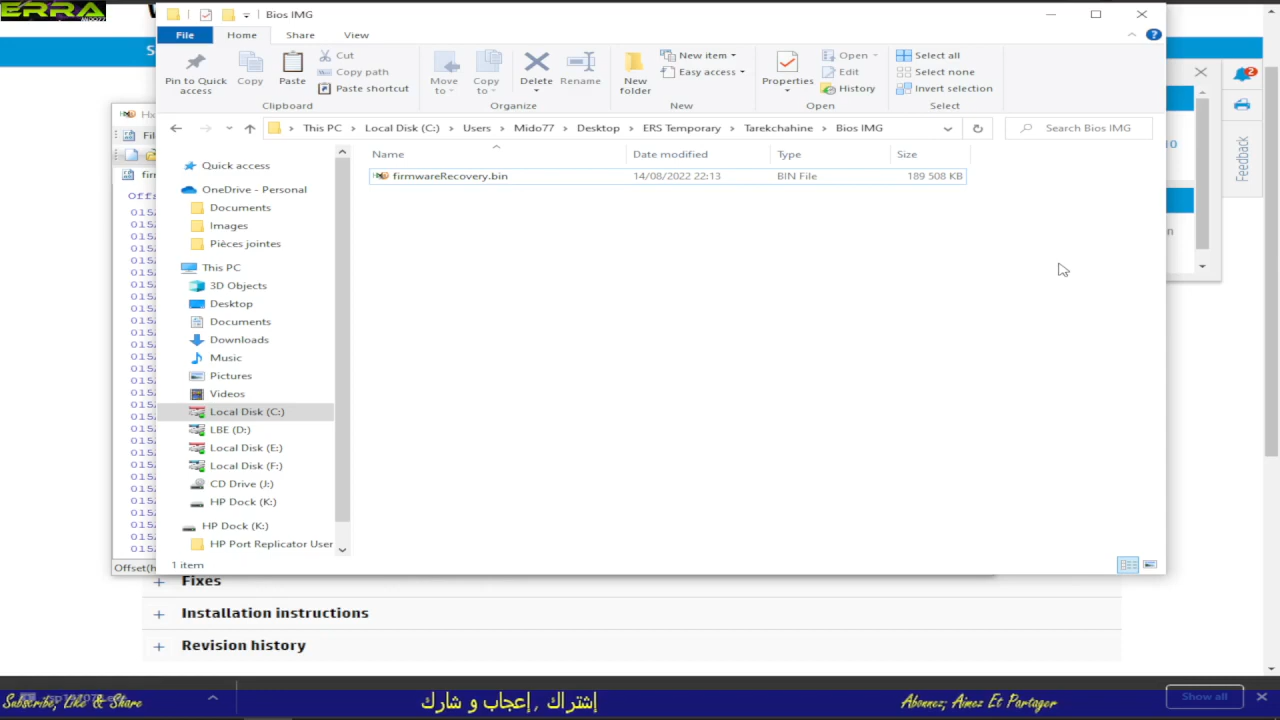 ERRA
MIDO77
Bios IMG
File
Home
Share
View
Pin to Quick access
Copy
Paste
Cut
Copy path
Paste shortcut
Clipboard
Move to
Copy to
Delete
Rename
Organize
New folder
New item
Easy access
New
Properties
Open
Edit
History
Open
Select all
Select none
Invert selection
Select
This PC
Local Disk (C:)
Users
Mido77
Desktop
ERS Temporary
Tarekchahine
Bios IMG
Search Bios IMG
Name
Date modified
Type
Size
firmwareRecovery.bin
14/08/2022 22:13
BIN File
189 508 KB
Quick access
OneDrive - Personal
Documents
Images
Pièces jointes
This PC
3D Objects
Desktop
Documents
Downloads
Music
Pictures
Videos
Local Disk (C:)
LBE (D:)
Local Disk (E:)
Local Disk (F:)
CD Drive (J:)
HP Dock (K:)
HP Dock (K:)
HP Port Replicator User
1 item
Offset(h
2
Feedback
Fixes
Installation instructions
Revision history
Subscribe, Like & Share
إشتراك , إعجاب و شارك
Abonnez; Aimez Et Partager
Show all